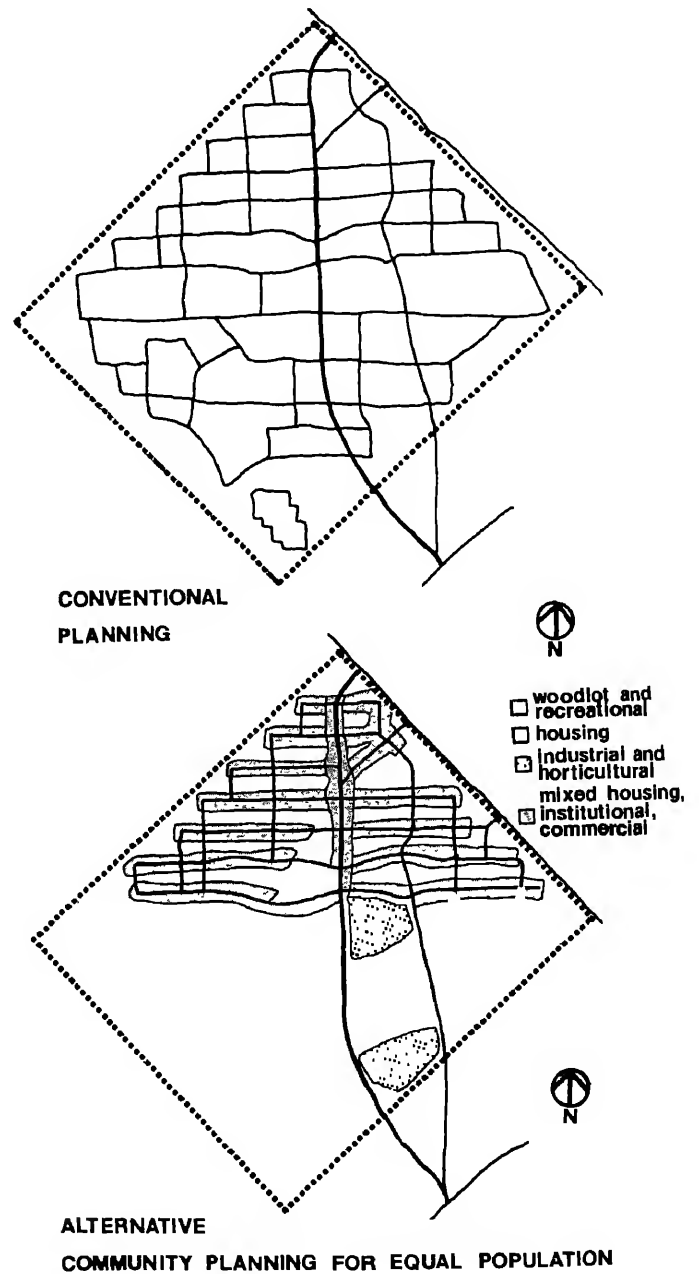 CONVENTIONAL
PLANNING
N
woodlot and
recreational
housing
industrial and
horticultural
mixed housing,
institutional,
commercial
N
ALTERNATIVE
COMMUNITY PLANNING FOR EQUAL POPULATION